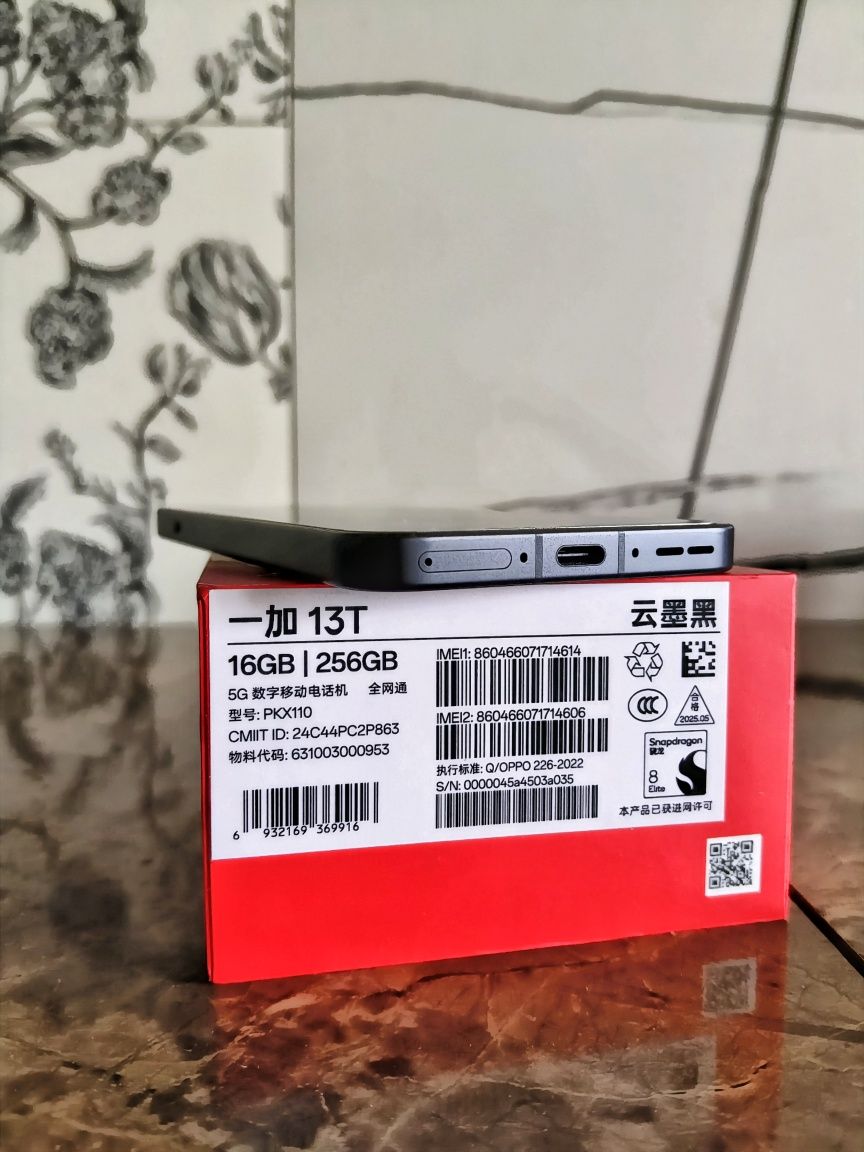 一加 13T
云墨黑
16GB | 256GB
5G 数字移动电话机 全网通
型号: PKX110
CMIIT ID: 24C44PC2P863
物料代码: 631003000953
6 932169 369916
IMEI1: 860466071714614
IMEI2: 860466071714606
执行标准: Q/OPPO 226-2022
S/N: 0000045a4503a035
CCC
合格
2025.05
Snapdragon
骁龙
8
Elite
本产品已获进网许可